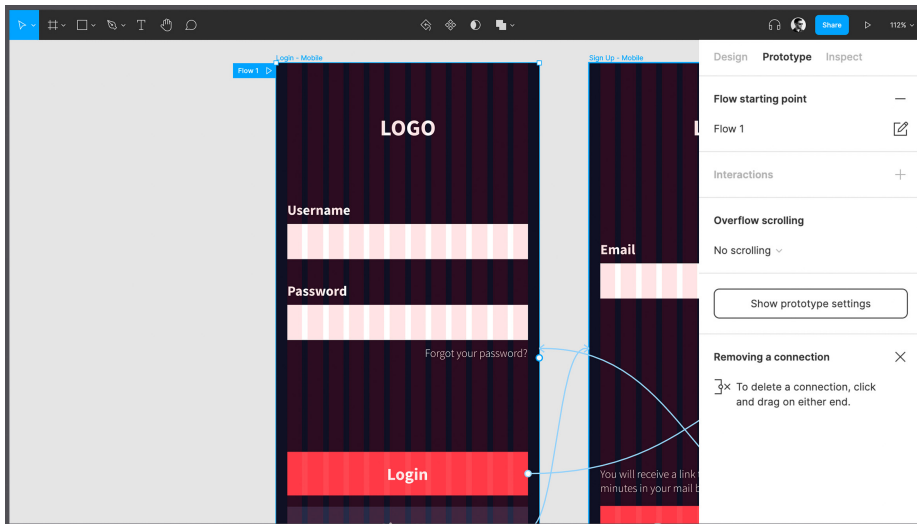 Share
112%
Design Prototype Inspect
Login - Mobile
Sign Up - Mobile
Flow 1
Flow starting point
Flow 1
LOGO
Interactions
Username
Overflow scrolling
Email
No scrolling
Password
Show prototype settings
Forgot your password?
Removing a connection
To delete a connection, click
and drag on either end.
Login
You will receive a link
minutes in your mail